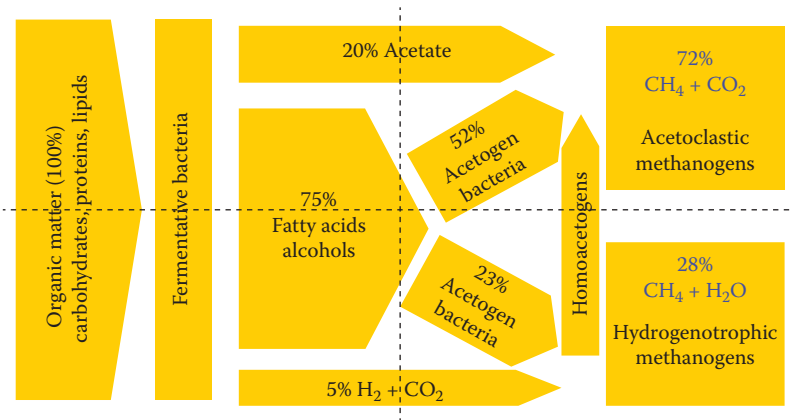 Organic matter (100%)
carbohydrates, proteins, lipids
Fermentative bacteria
20% Acetate
75%
Fatty acids
alcohols
5% H₂ + CO₂
52%
Acetogen
bacteria
23%
Acetogen
bacteria
Homoacetogens
72%
CH₄ + CO₂
Acetoclastic
methanogens
28%
CH₄ + H₂O
Hydrogenotrophic
methanogens